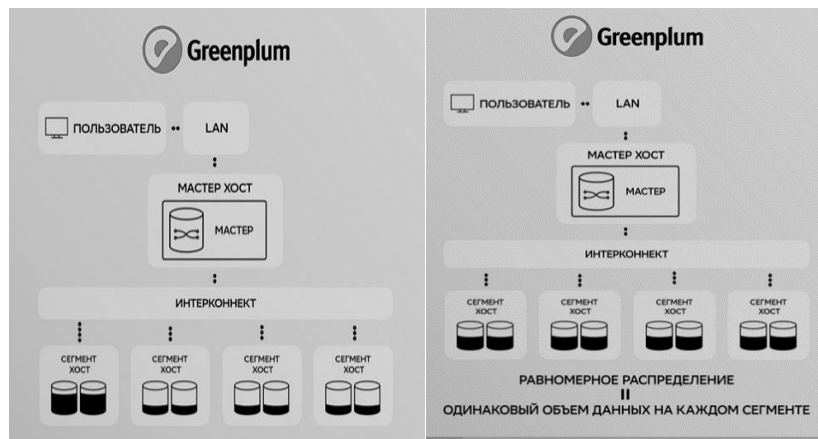 Greenplum
ПОЛЬЗОВАТЕЛЬ
LAN
МАСТЕР ХОСТ
МАСТЕР
ИНТЕРКОННЕКТ
СЕГМЕНТ
ХОСТ
СЕГМЕНТ
ХОСТ
СЕГМЕНТ
ХОСТ
СЕГМЕНТ
ХОСТ
Greenplum
ПОЛЬЗОВАТЕЛЬ
LAN
МАСТЕР ХОСТ
МАСТЕР
ИНТЕРКОННЕКТ
СЕГМЕНТ
ХОСТ
СЕГМЕНТ
ХОСТ
СЕГМЕНТ
ХОСТ
СЕГМЕНТ
ХОСТ
РАВНОМЕРНОЕ РАСПРЕДЕЛЕНИЕ
=
ОДИНАКОВЫЙ ОБЪЕМ ДАННЫХ НА КАЖДОМ СЕГМЕНТЕ